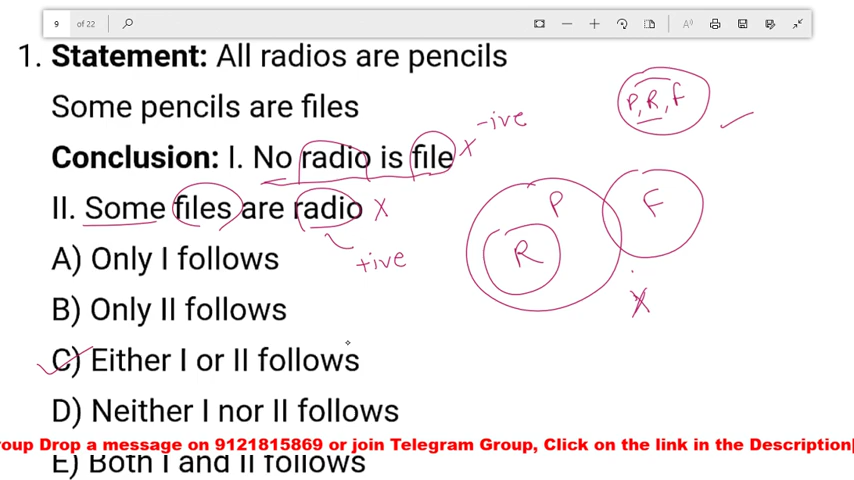 9 of 22
1. Statement: All radios are pencils
P, R, F
Some pencils are files
-ive
Conclusion: I. No radio is file x
II. Some files are radio x
P F
R
+ive
A) Only I follows
B) Only II follows
x
C) Either I or II follows
D) Neither I nor II follows
roup Drop a message on 9121815869 or join Telegram Group, Click on the link in the Description|
E) Both I and II follows